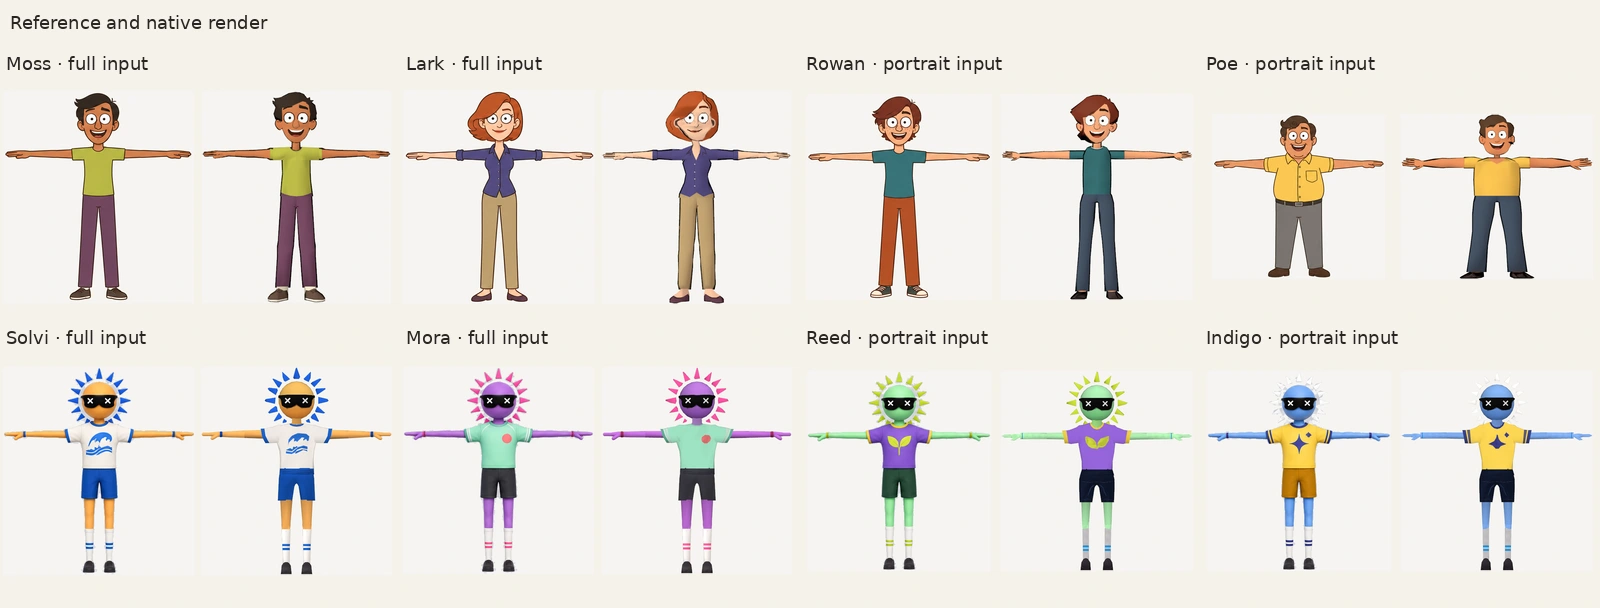 Reference and native render
Moss · full input
Lark · full input
Rowan · portrait input
Poe · portrait input
Solvi · full input
Mora · full input
Reed · portrait input
Indigo · portrait input